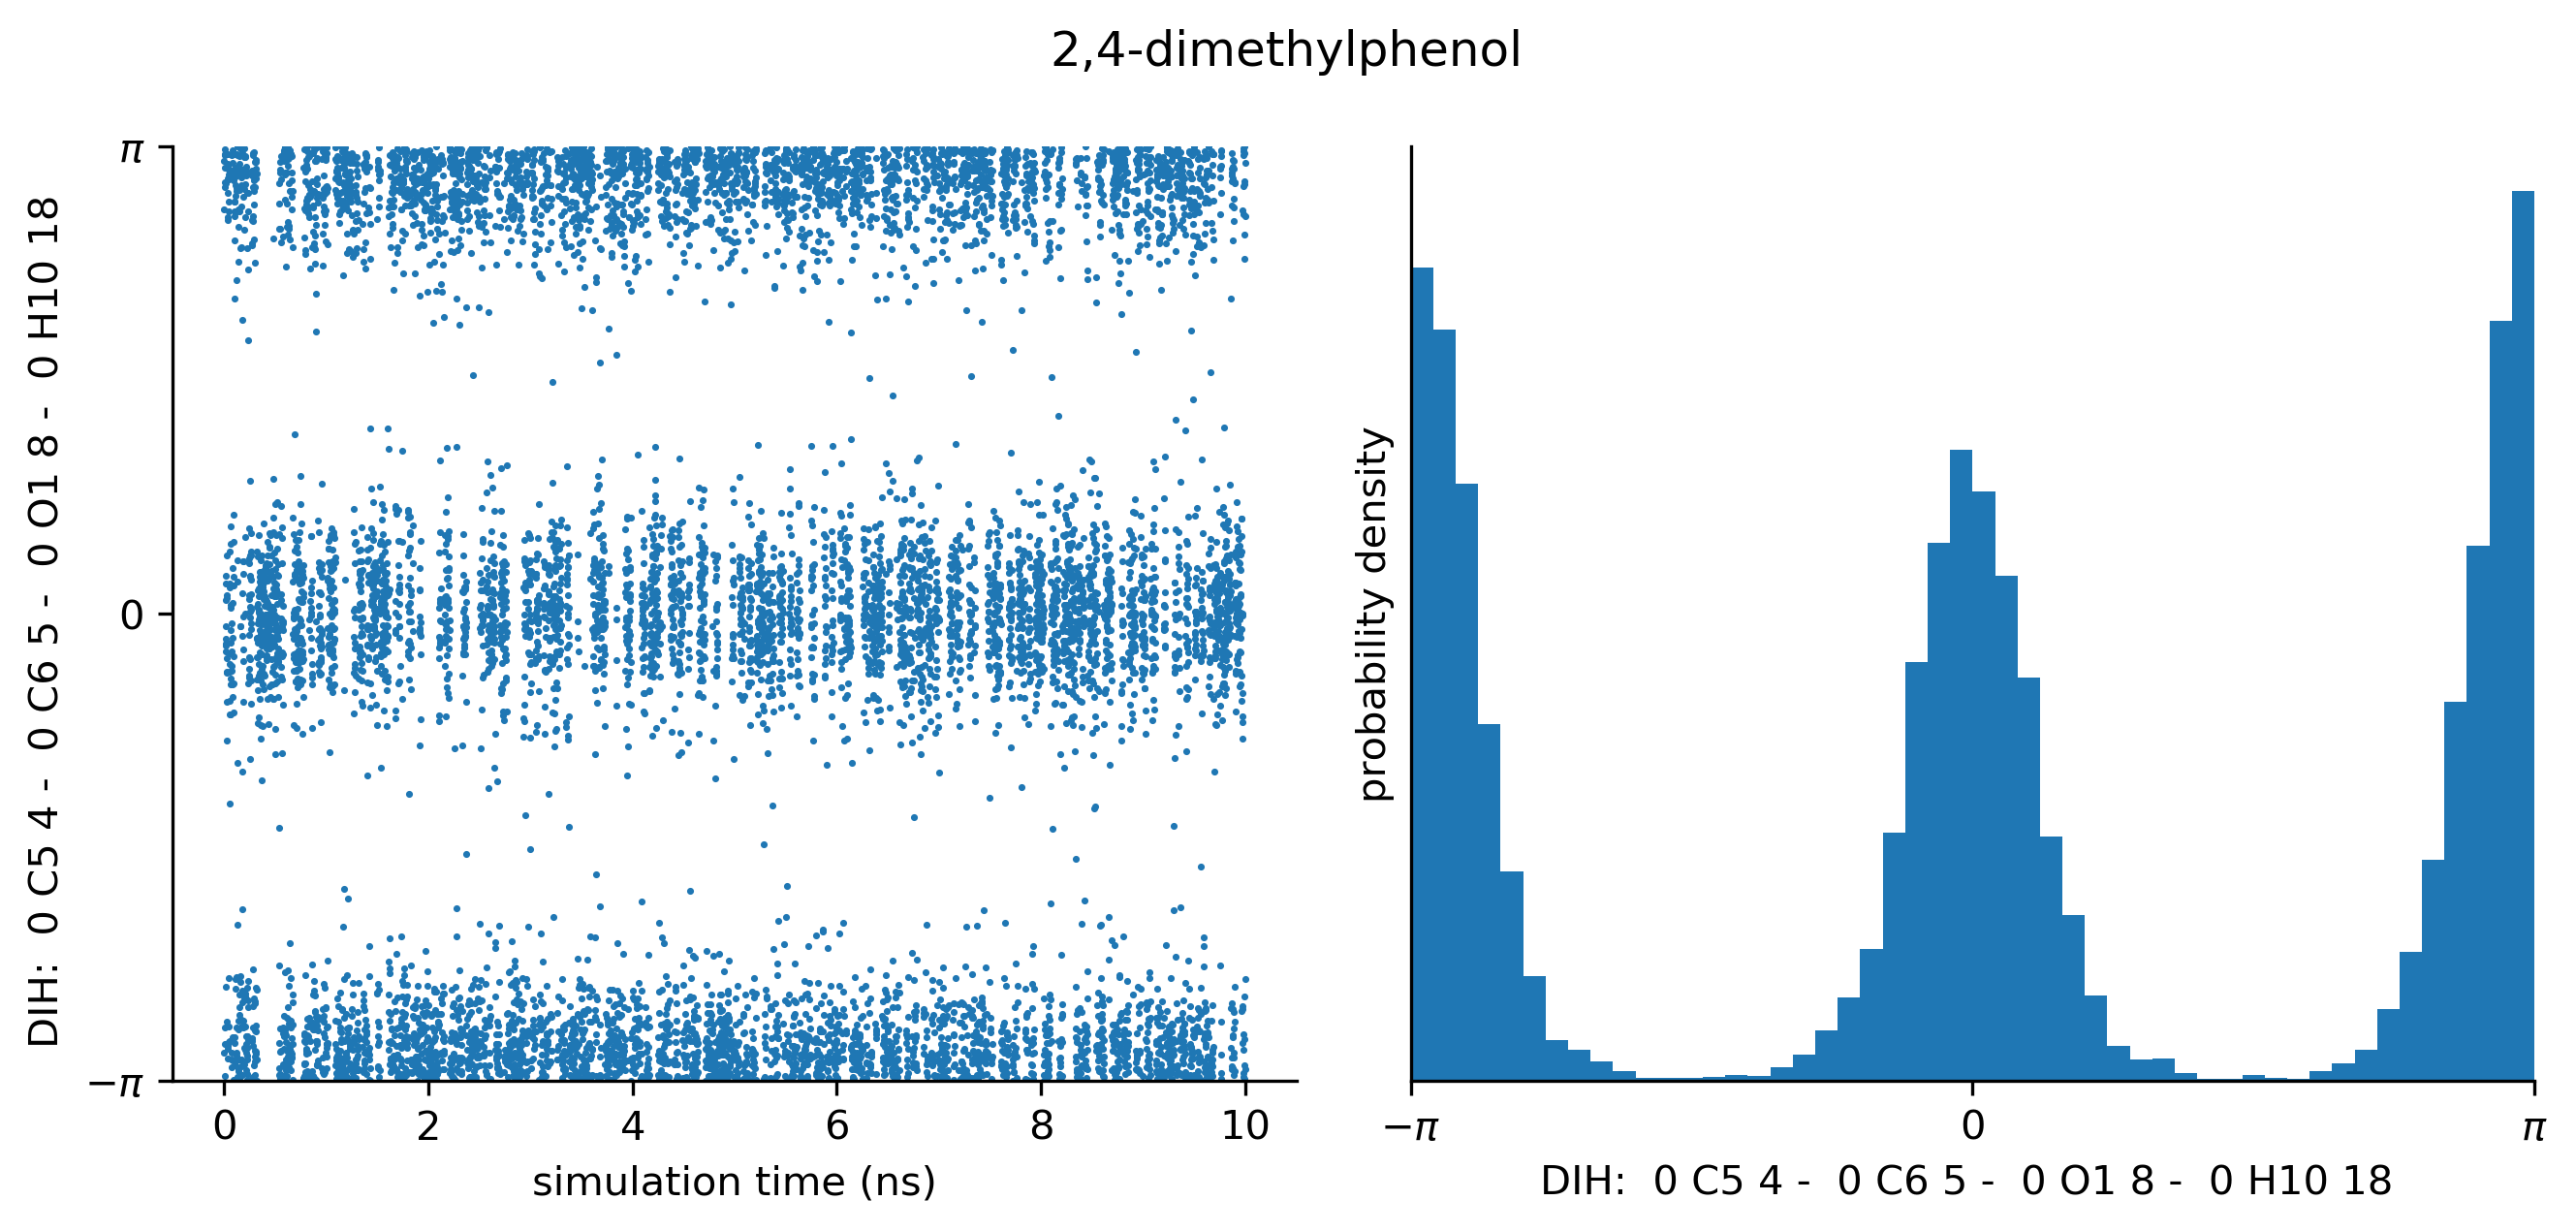 2,4-dimethylphenol
DIH:  0 C5 4 -  0 C6 5 -  0 O1 8 -  0 H10 18
π
0
−π
0 2 4 6 8 10
simulation time (ns)
probability density
−π 0 π
DIH:  0 C5 4 -  0 C6 5 -  0 O1 8 -  0 H10 18